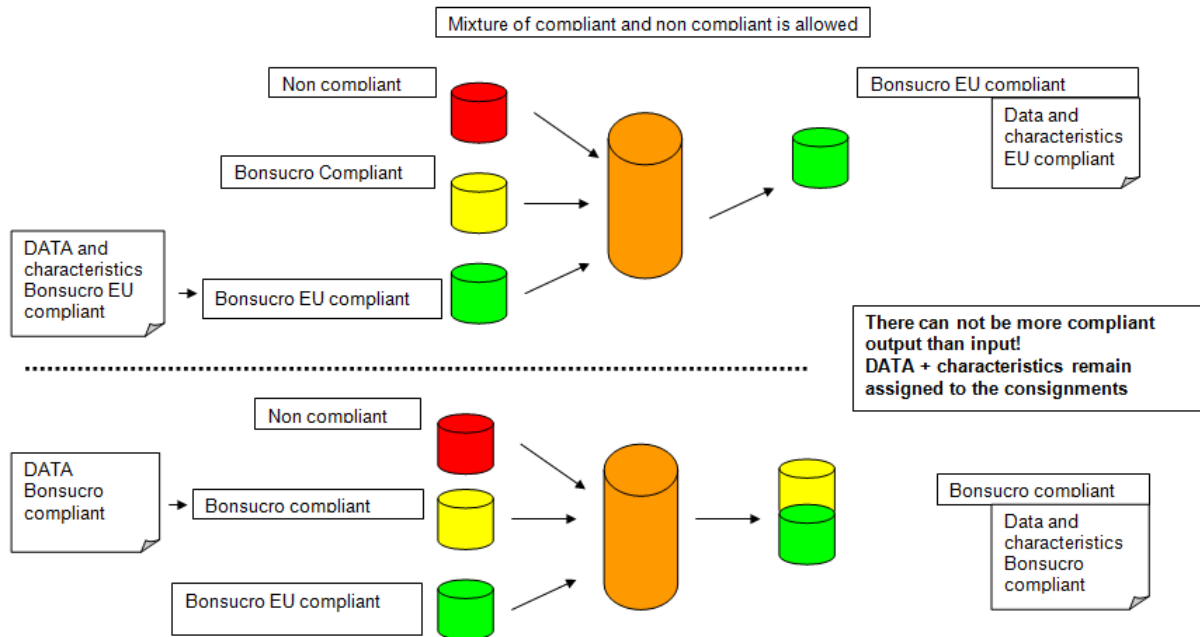 Mixture of compliant and non compliant is allowed
Non compliant
Bonsucro EU compliant
Data and
characteristics
EU compliant
Bonsucro Compliant
DATA and
characteristics
Bonsucro EU
compliant
Bonsucro EU compliant
There can not be more compliant
output than input!
DATA + characteristics remain
assigned to the consignments
Non compliant
DATA
Bonsucro
compliant
Bonsucro compliant
Bonsucro compliant
Data and
characteristics
Bonsucro
compliant
Bonsucro EU compliant